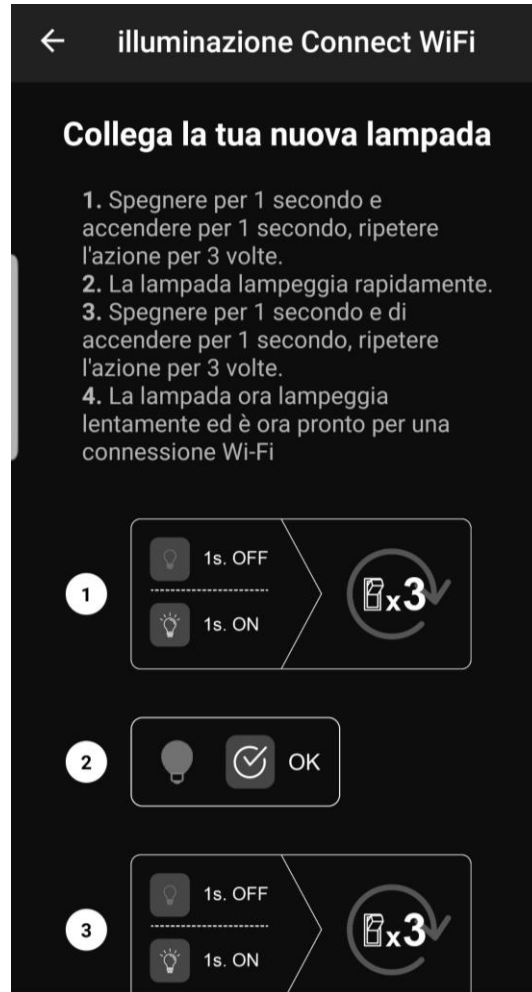 illuminazione Connect WiFi
Collega la tua nuova lampada
1. Spegnere per 1 secondo e
accendere per 1 secondo, ripetere
l'azione per 3 volte.
2. La lampada lampeggia rapidamente.
3. Spegnere per 1 secondo e di
accendere per 1 secondo, ripetere
l'azione per 3 volte.
4. La lampada ora lampeggia
lentamente ed è ora pronto per una
connessione Wi-Fi
1s. OFF
1
x3
1s. ON
2
OK
1s. OFF
3
x3
1s. ON